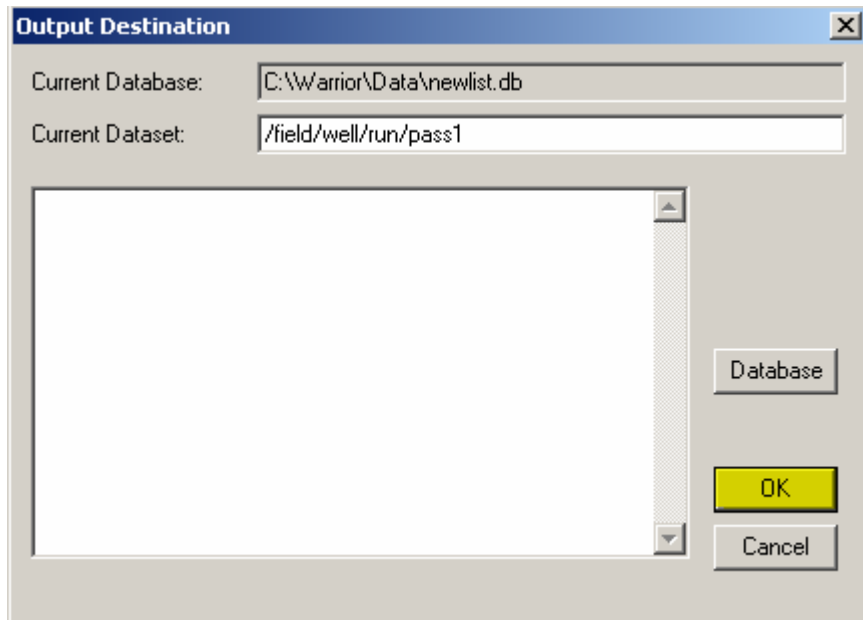 Output Destination
Current Database: C:\Warrior\Data\newlist.db
Current Dataset: /field/well/run/pass1
Database
OK
Cancel